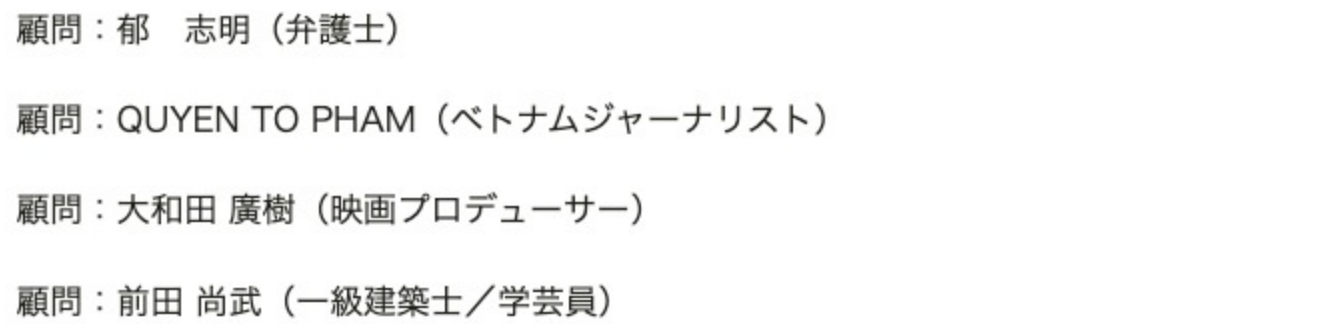 顧問：郁　志明（弁護士）
顧問：QUYEN TO PHAM（ベトナムジャーナリスト）
顧問：大和田 廣樹（映画プロデューサー）
顧問：前田 尚武（一級建築士／学芸員）